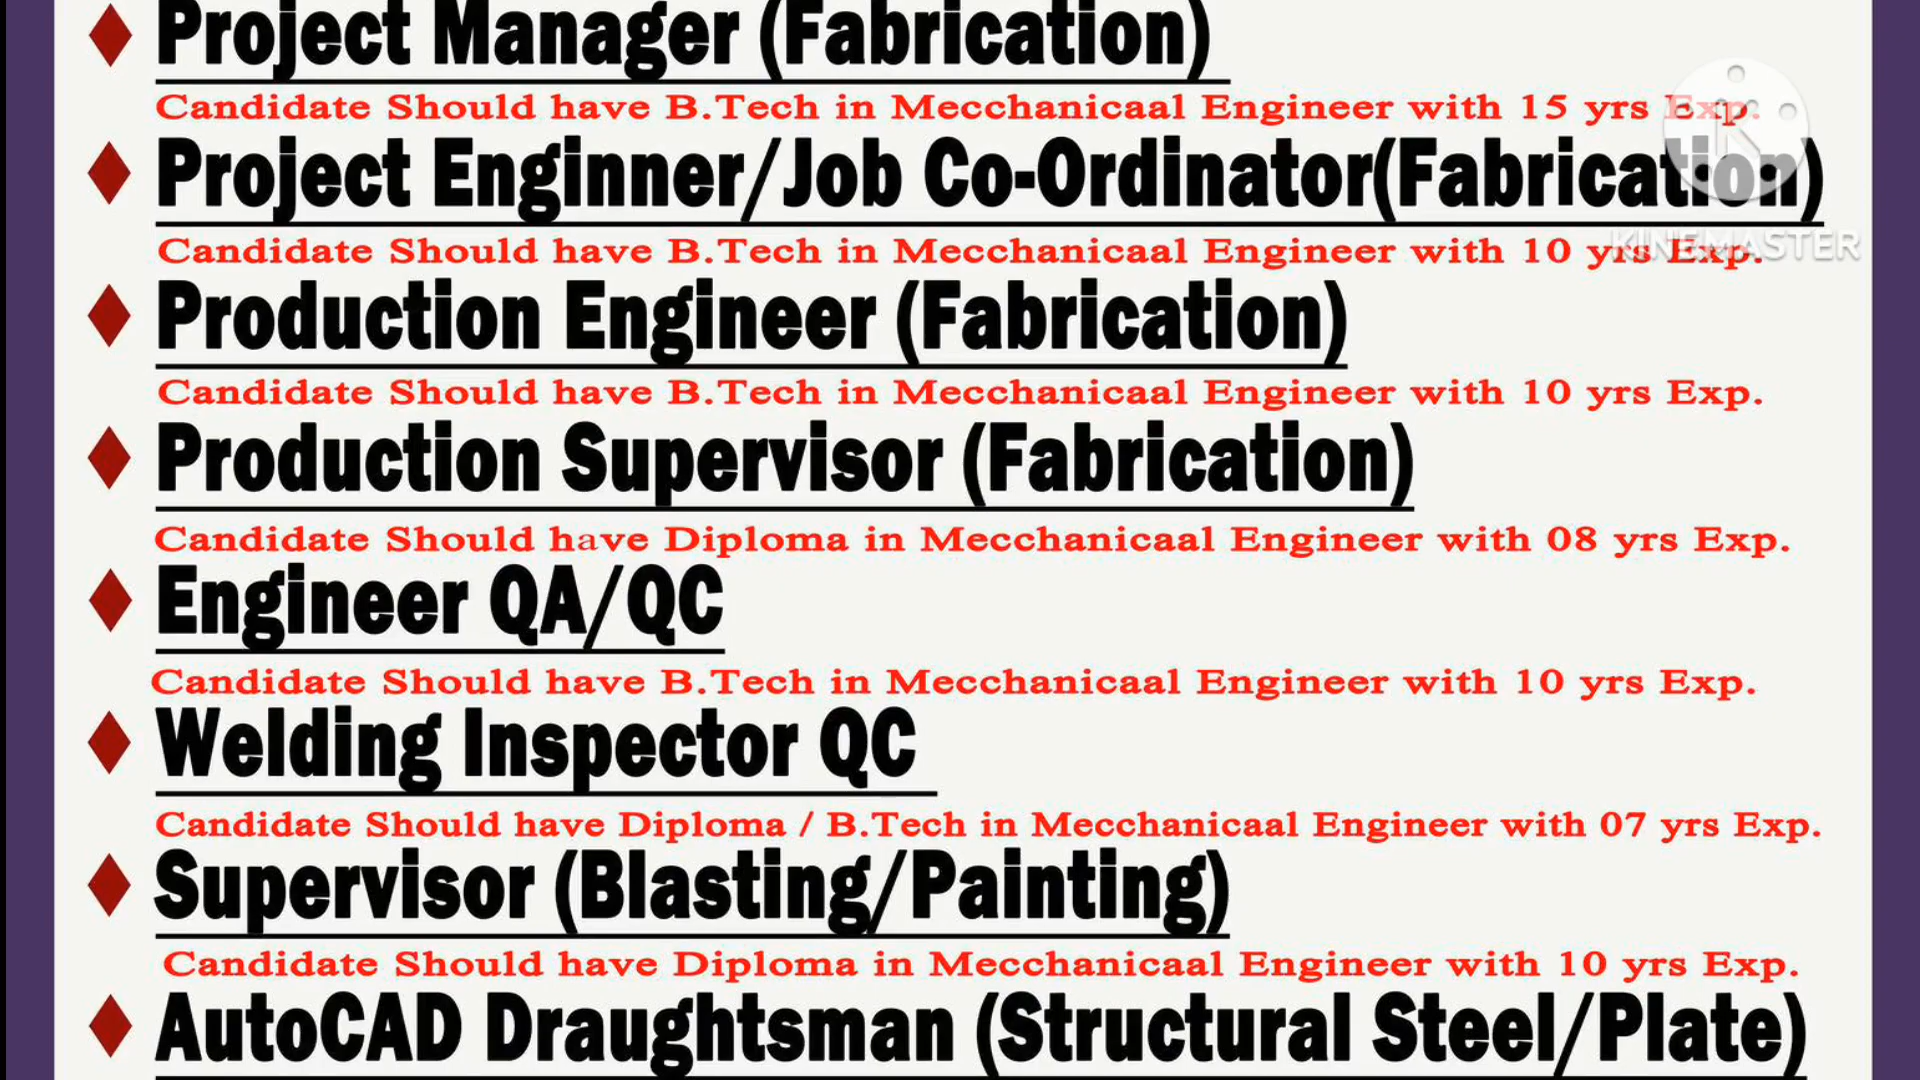 Project Manager (Fabrication)
Candidate Should have B.Tech in Mecchanicaal Engineer with 15 yrs Exp.
Project Enginner/Job Co-Ordinator(Fabrication)
Candidate Should have B.Tech in Mecchanicaal Engineer with 10 yrs Exp.
KINEMASTER
Production Engineer (Fabrication)
Candidate Should have B.Tech in Mecchanicaal Engineer with 10 yrs Exp.
Production Supervisor (Fabrication)
Candidate Should have Diploma in Mecchanicaal Engineer with 08 yrs Exp.
Engineer QA/QC
Candidate Should have B.Tech in Mecchanicaal Engineer with 10 yrs Exp.
Welding Inspector QC
Candidate Should have Diploma / B.Tech in Mecchanicaal Engineer with 07 yrs Exp.
Supervisor (Blasting/Painting)
Candidate Should have Diploma in Mecchanicaal Engineer with 10 yrs Exp.
AutoCAD Draughtsman (Structural Steel/Plate)